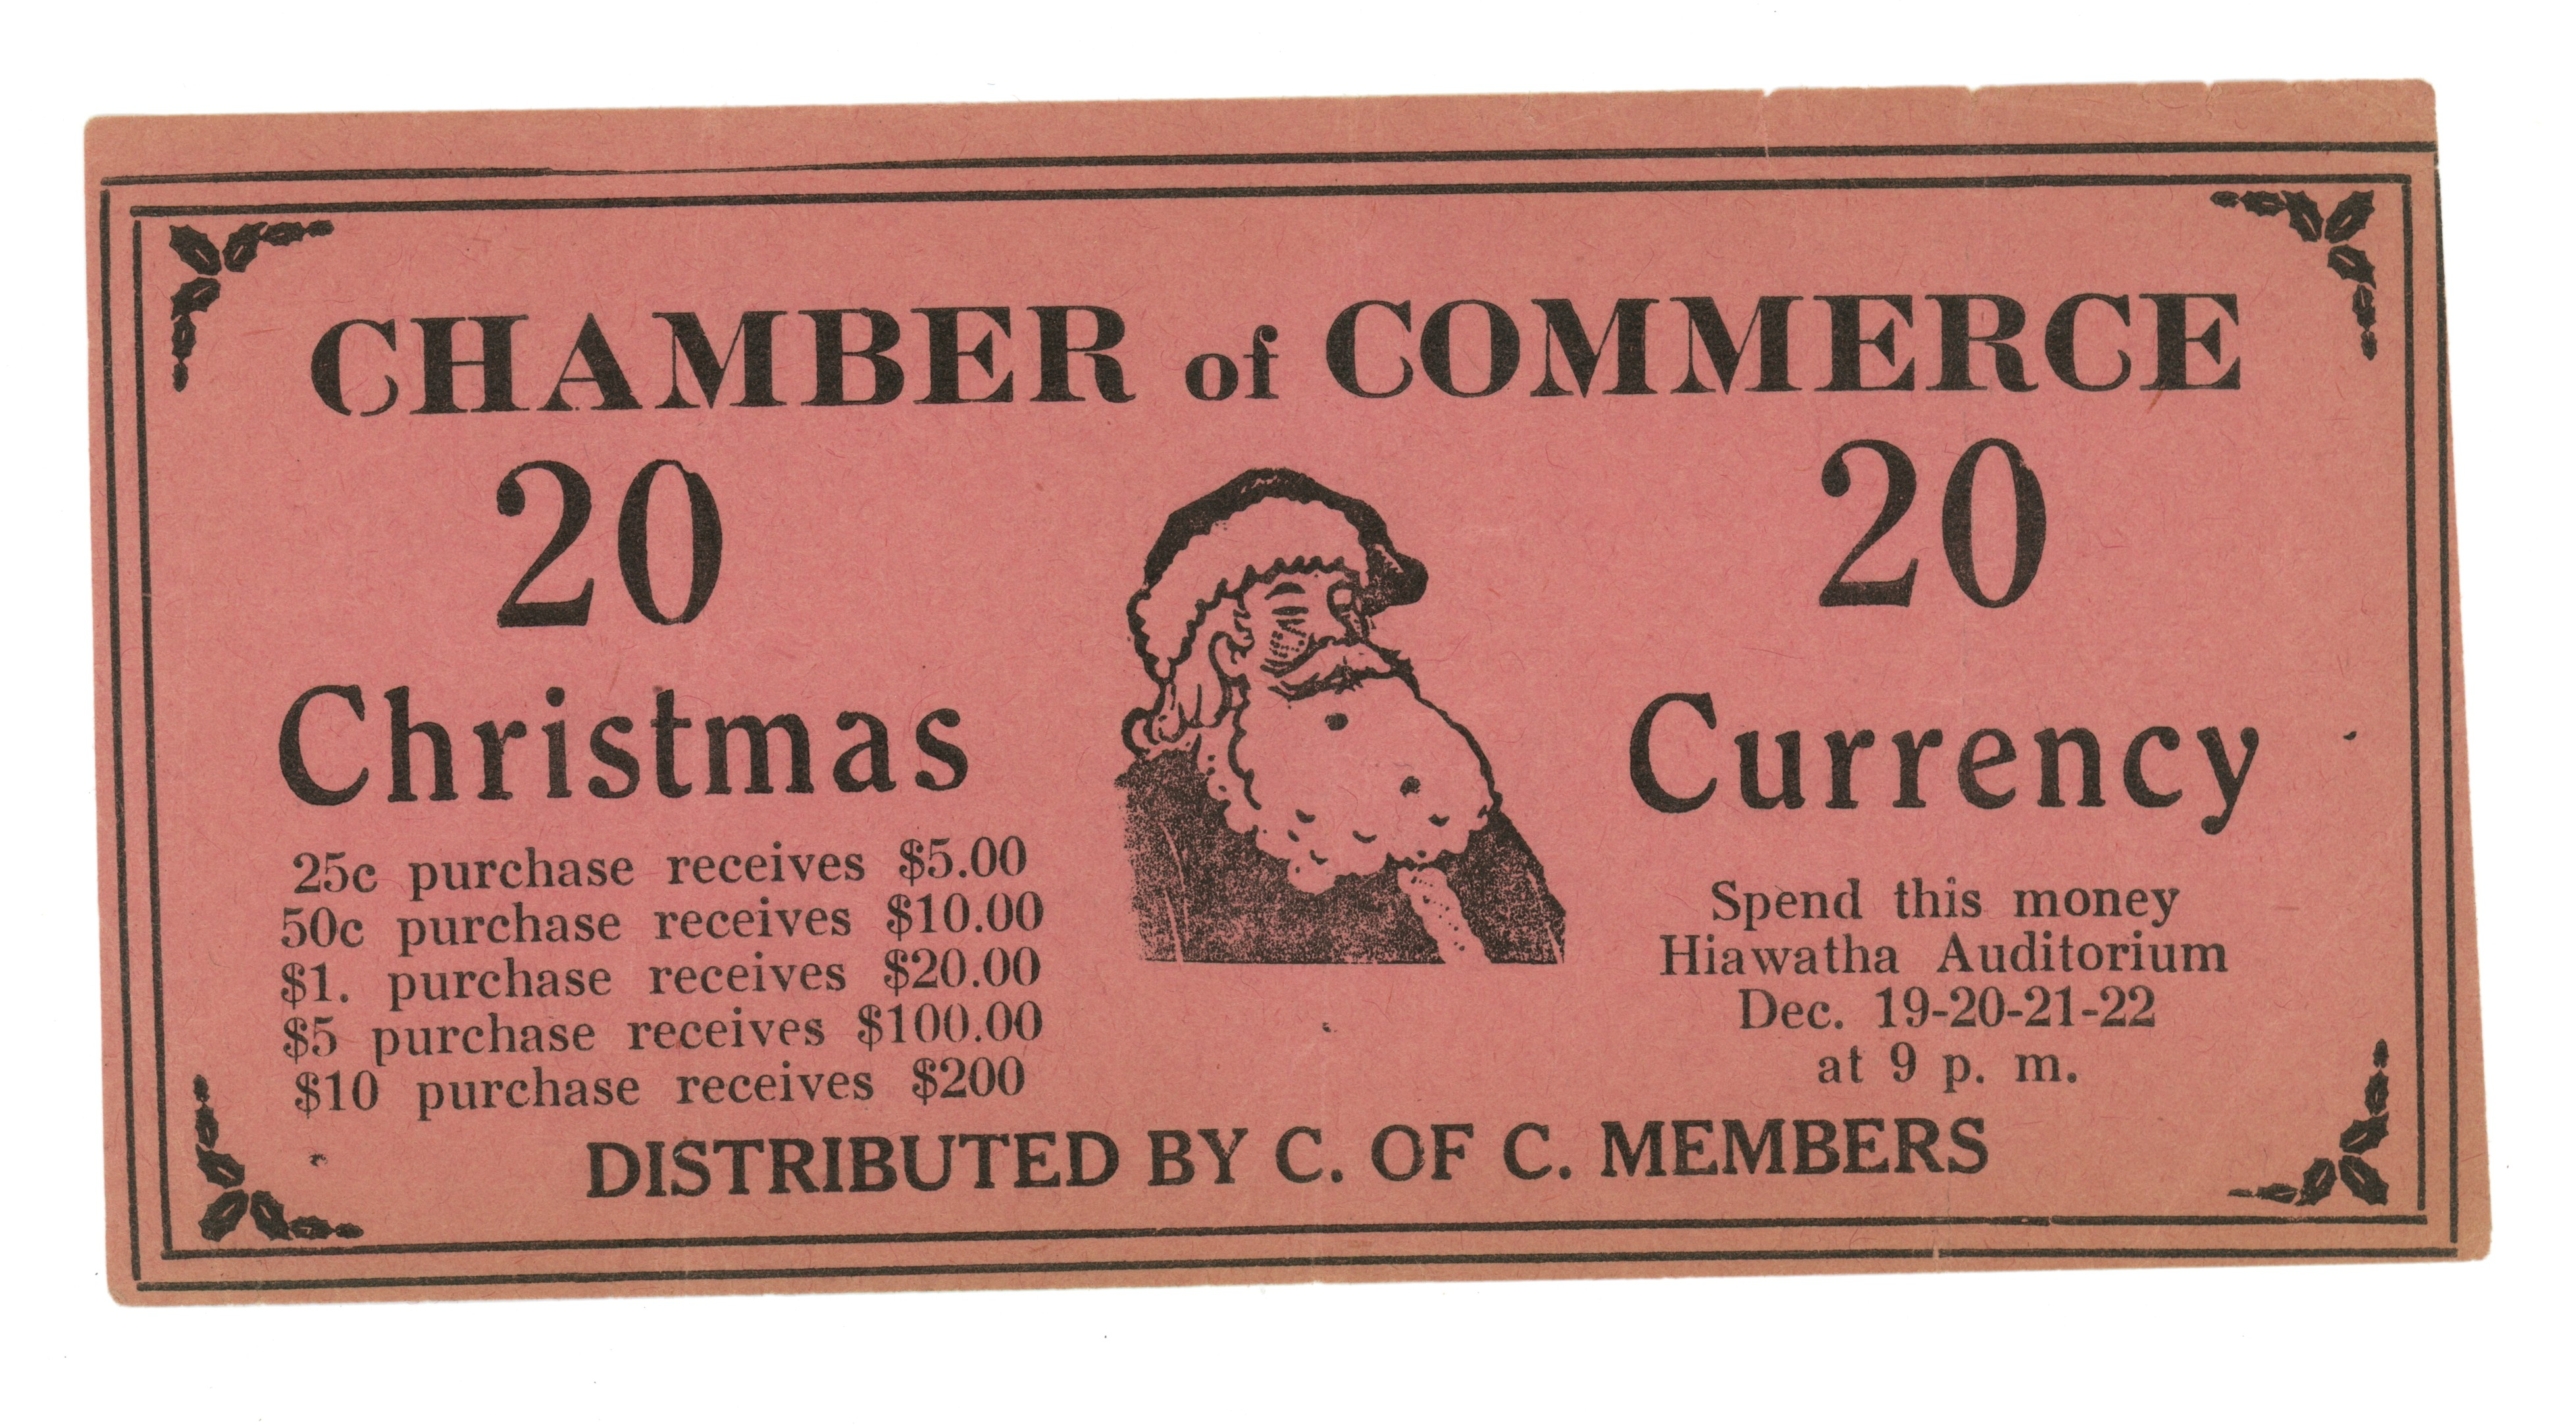 CHAMBER of COMMERCE
20 20
Christmas Currency
25c purchase receives $5.00
50c purchase receives $10.00
$1. purchase receives $20.00
$5 purchase receives $100.00
$10 purchase receives $200
Spend this money
Hiawatha Auditorium
Dec. 19-20-21-22
at 9 p. m.
DISTRIBUTED BY C. OF C. MEMBERS